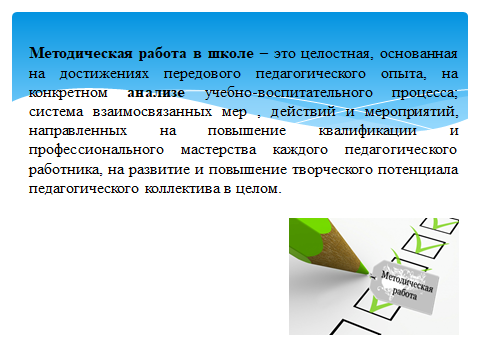 Методическая работа в школе – это целостная, основанная
на достижениях передового педагогического опыта, на
конкретном анализе учебно-воспитательного процесса;
система взаимосвязанных мер , действий и мероприятий,
направленных на повышение квалификации и
профессионального мастерства каждого педагогического
работника, на развитие и повышение творческого потенциала
педагогического коллектива в целом.
Методическая
работа